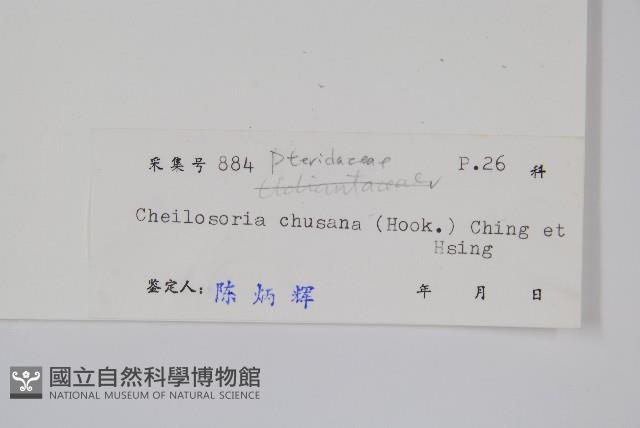 采集号 884 Pteridaceae P.26 科
Adiantaceae
Cheilosoria chusana (Hook.) Ching et
Hsing
鉴定人: 陈炳辉 年 月 日
國立自然科學博物館
NATIONAL MUSEUM OF NATURAL SCIENCE